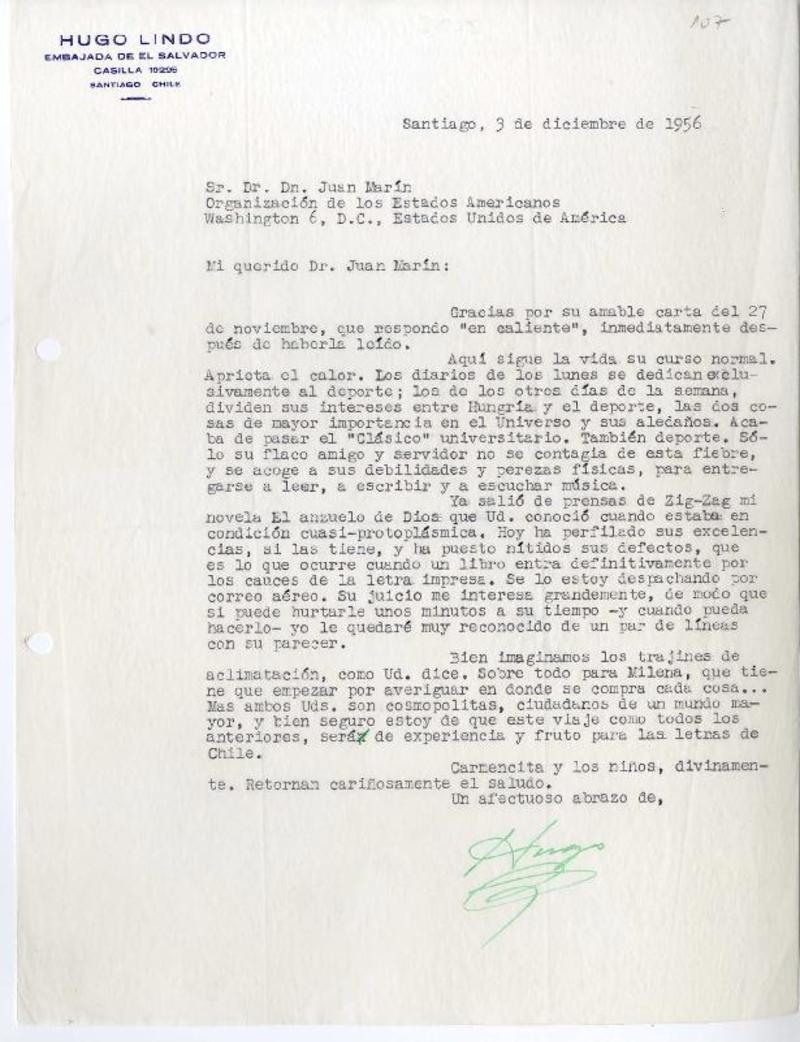 107
HUGO LINDO
EMBAJADA DE EL SALVADOR
CASILLA 10296
SANTIAGO CHILE
Santiago, 3 de diciembre de 1956
Sr. Dr. Dn. Juan Marín
Organización de los Estados Americanos
Washington 6, D.C., Estados Unidos de América
Mi querido Dr. Juan Marín:
Gracias por su amable carta del 27
de noviembre, que respondo "en caliente", inmediatamente des-
pués de haberla leído.
Aquí sigue la vida su curso normal.
Aprieta el calor. Los diarios de los lunes se dedican exclu-
sivamente al deporte; los de los otros días de la semana,
dividen sus intereses entre Hungría y el deporte, las dos co-
sas de mayor importancia en el Universo y sus aledaños. Aca-
ba de pasar el "Clásico" universitario. También deporte. Só-
lo su flaco amigo y servidor no se contagia de esta fiebre,
y se acoge a sus debilidades y perezas físicas, para entre-
garse a leer, a escribir y a escuchar música.
Ya salió de prensas de Zig-Zag mi
novela El anzuelo de Dios que Ud. conoció cuando estaba en
condición cuasi-protoplásmica. Hoy ha perfilado sus excelen-
cias, si las tiene, y ha puesto nítidos sus defectos, que
es lo que ocurre cuando un libro entra definitivamente por
los cauces de la letra impresa. Se lo estoy despachando por
correo aéreo. Su juicio me interesa grandemente, de modo que
si puede hurtarle unos minutos a su tiempo -y cuando pueda
hacerlo- yo le quedaré muy reconocido de un par de líneas
con su parecer.
Bien imaginamos los trajines de
aclimatación, como Ud. dice. Sobre todo para Milena, que tie-
ne que empezar por averiguar en donde se compra cada cosa...
Mas ambos Uds. son cosmopolitas, ciudadanos de un mundo ma-
yor, y bien seguro estoy de que este viaje como todos los
anteriores, será de experiencia y fruto para las letras de
Chile.
Carmencita y los niños, divinamen-
te. Retornan cariñosamente el saludo.
Un afectuoso abrazo de,
Hugo